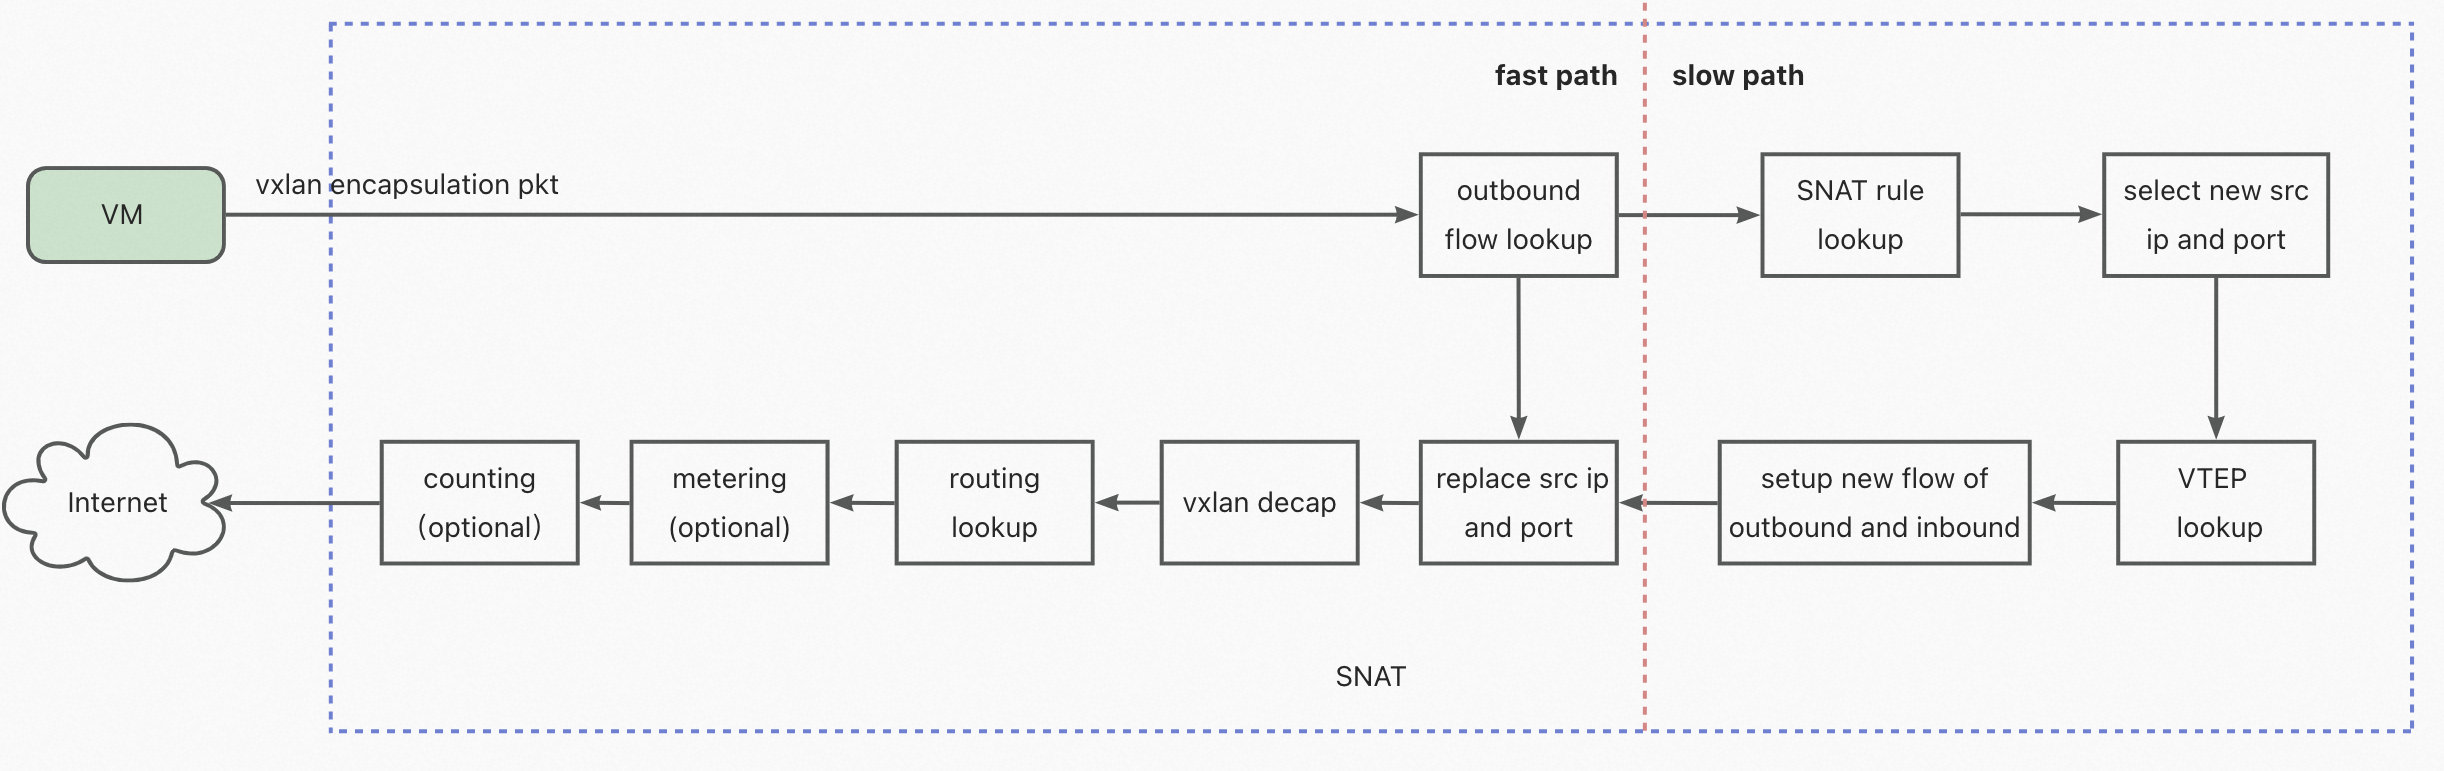 fast path
slow path
vxlan encapsulation pkt
VM
outbound
flow lookup
SNAT rule
lookup
select new src
ip and port
Internet
counting
(optional)
metering
(optional)
routing
lookup
vxlan decap
replace src ip
and port
setup new flow of
outbound and inbound
VTEP
lookup
SNAT